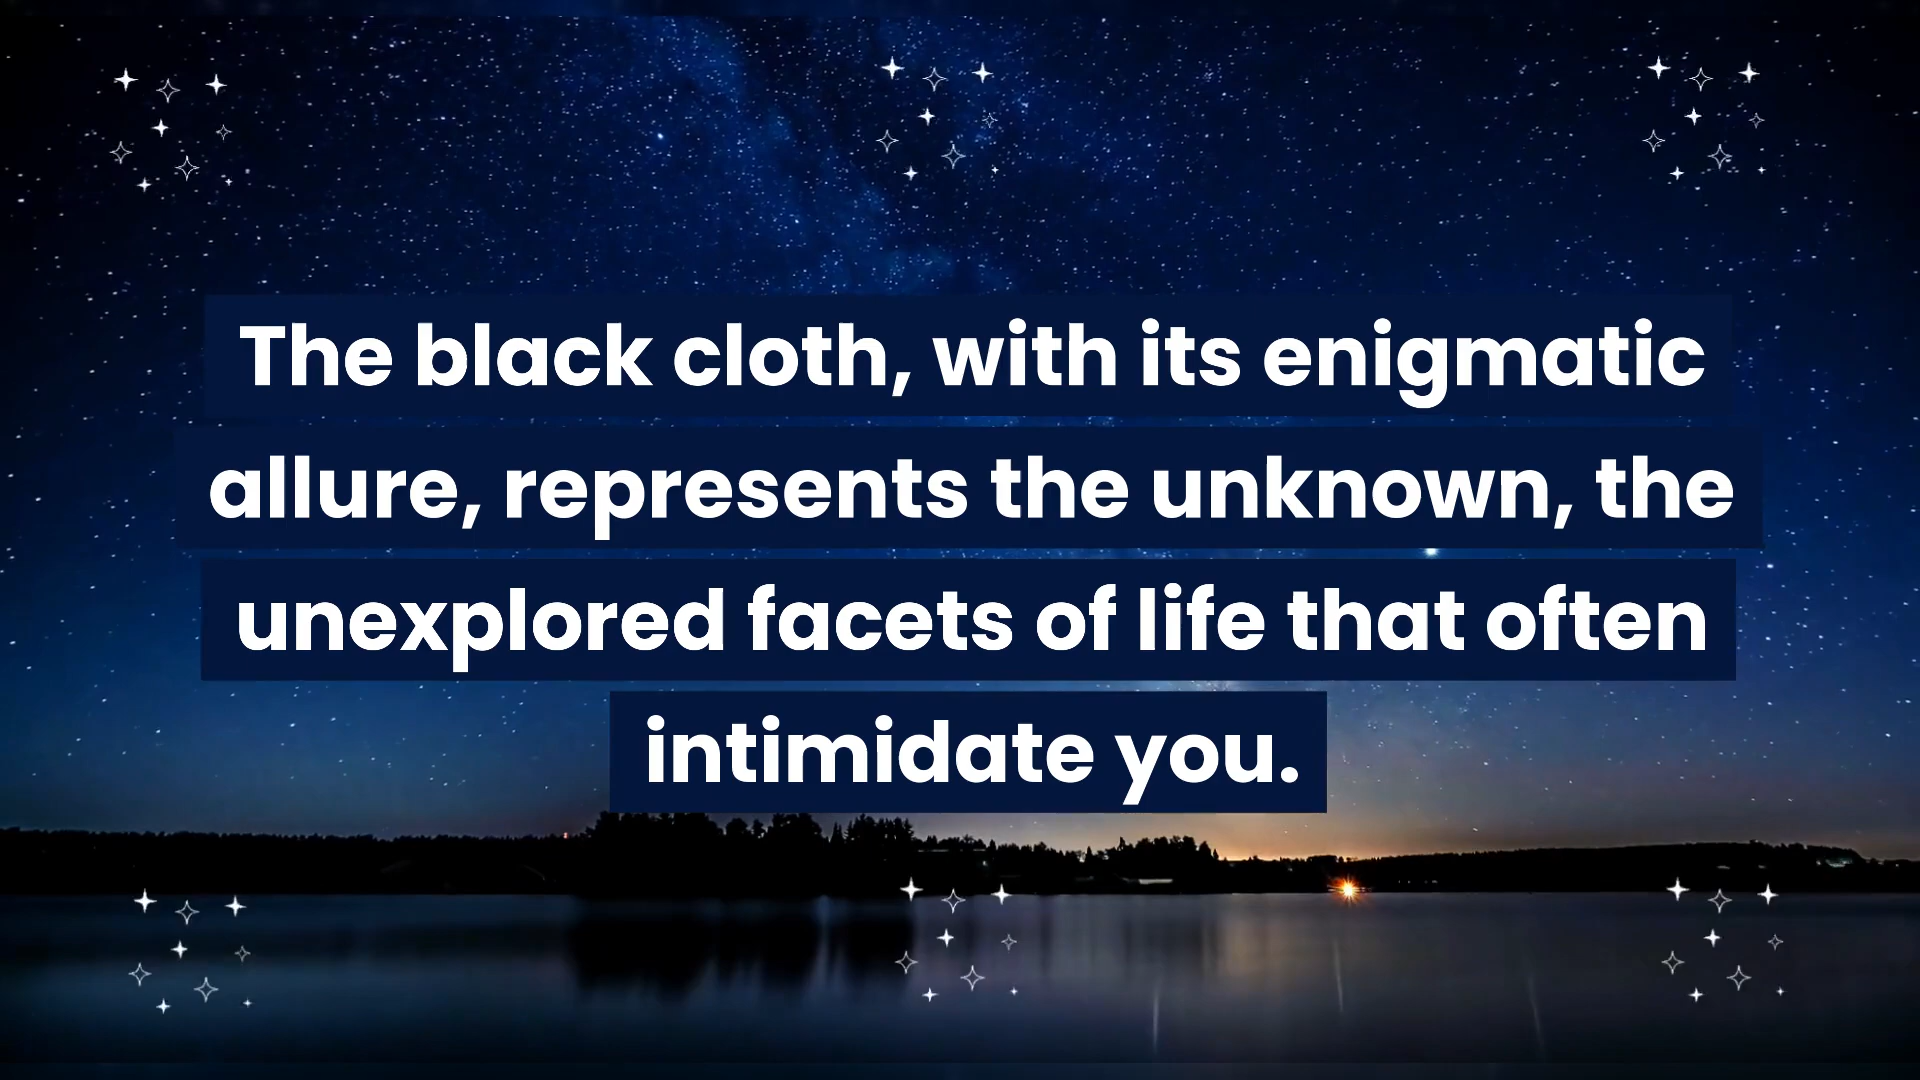 The black cloth, with its enigmatic
allure, represents the unknown, the
unexplored facets of life that often
intimidate you.